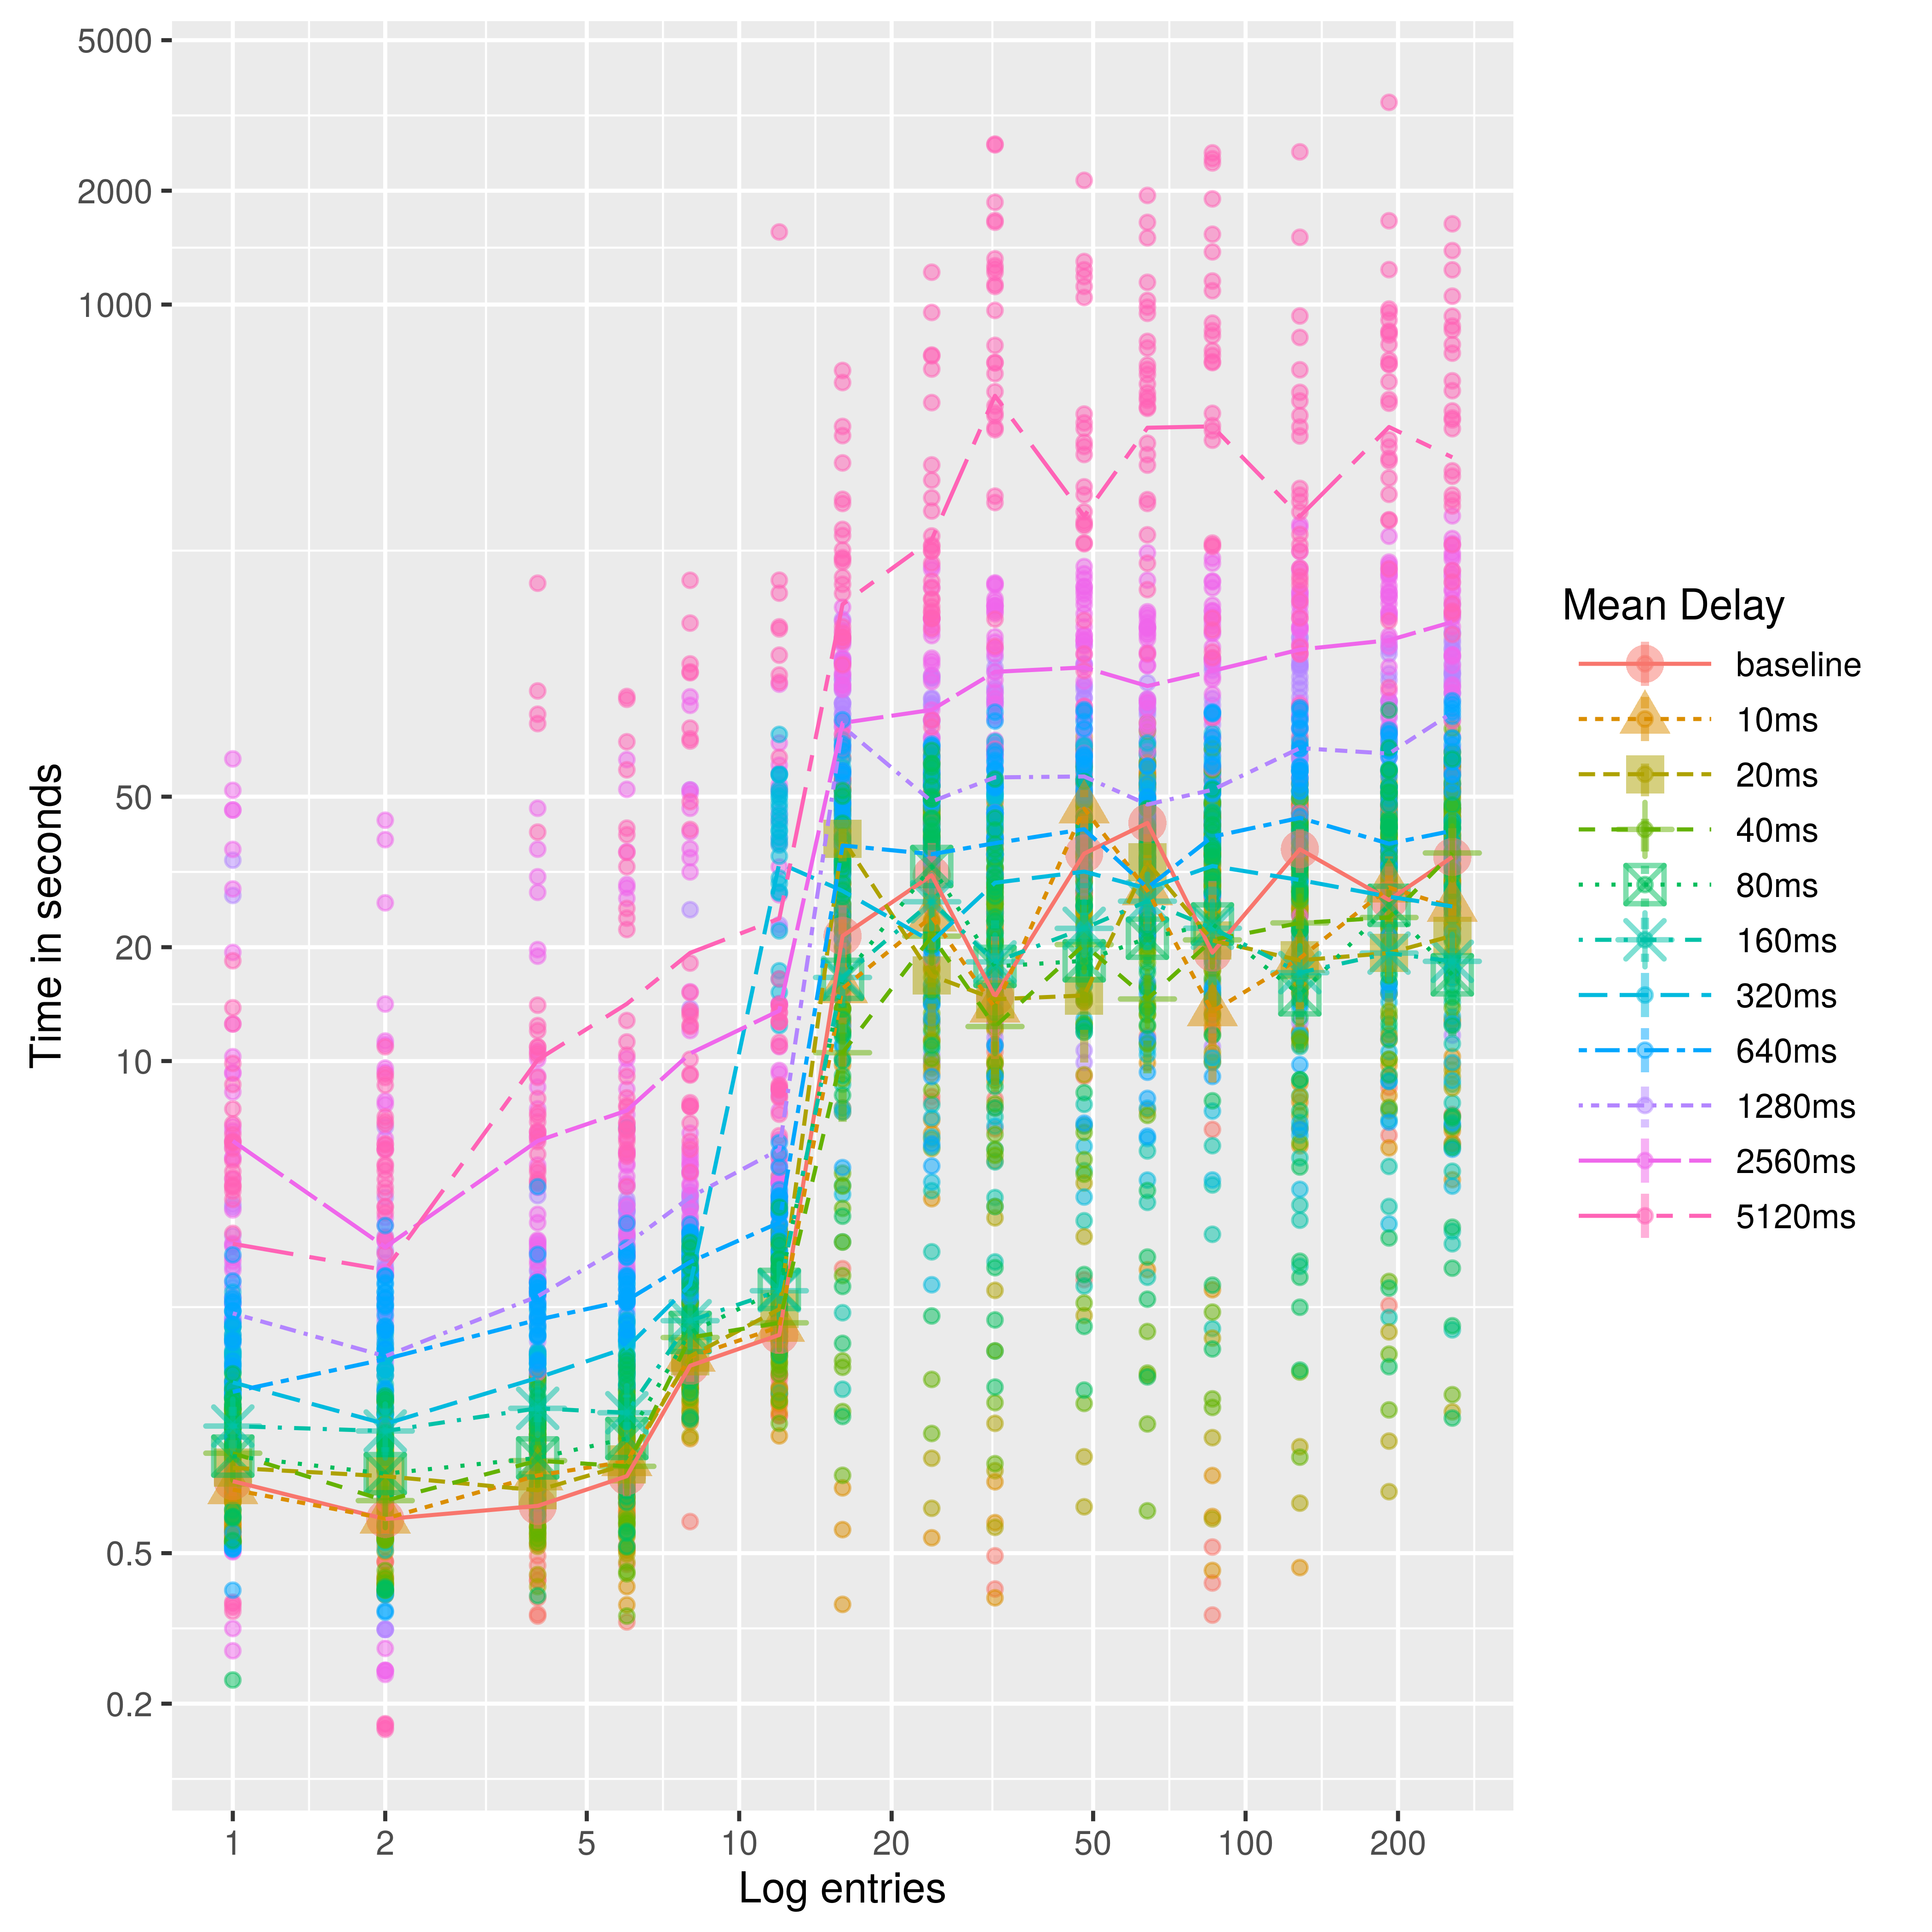 5000
2000
1000
50
20
10
0.5
0.2
Time in seconds
1
2
5
10
20
50
100
200
Log entries
Mean Delay
baseline
10ms
20ms
40ms
80ms
160ms
320ms
640ms
1280ms
2560ms
5120ms